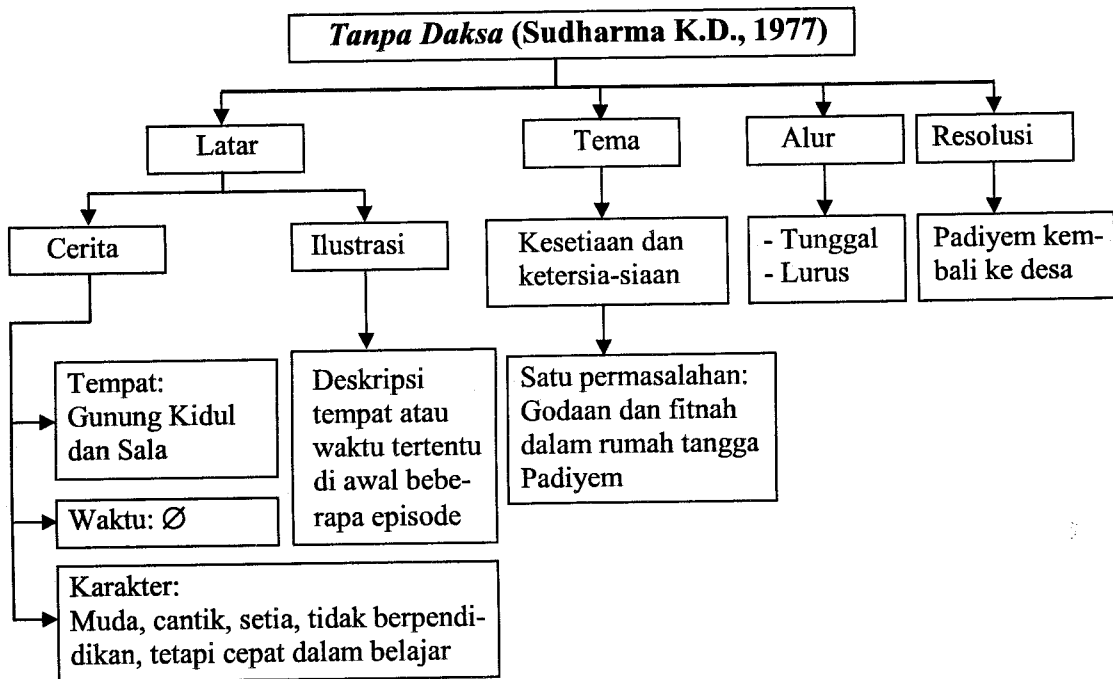 Tanpa Daksa (Sudharma K.D., 1977)
Latar
Tema
Alur
Resolusi
Cerita
Ilustrasi
Kesetiaan dan
ketersia-siaan
- Tunggal
- Lurus
Padiyem kem-
bali ke desa
Tempat:
Gunung Kidul
dan Sala
Waktu: Ø
Karakter:
Muda, cantik, setia, tidak berpendi-
dikan, tetapi cepat dalam belajar
Deskripsi
tempat atau
waktu tertentu
di awal bebe-
rapa episode
Satu permasalahan:
Godaan dan fitnah
dalam rumah tangga
Padiyem